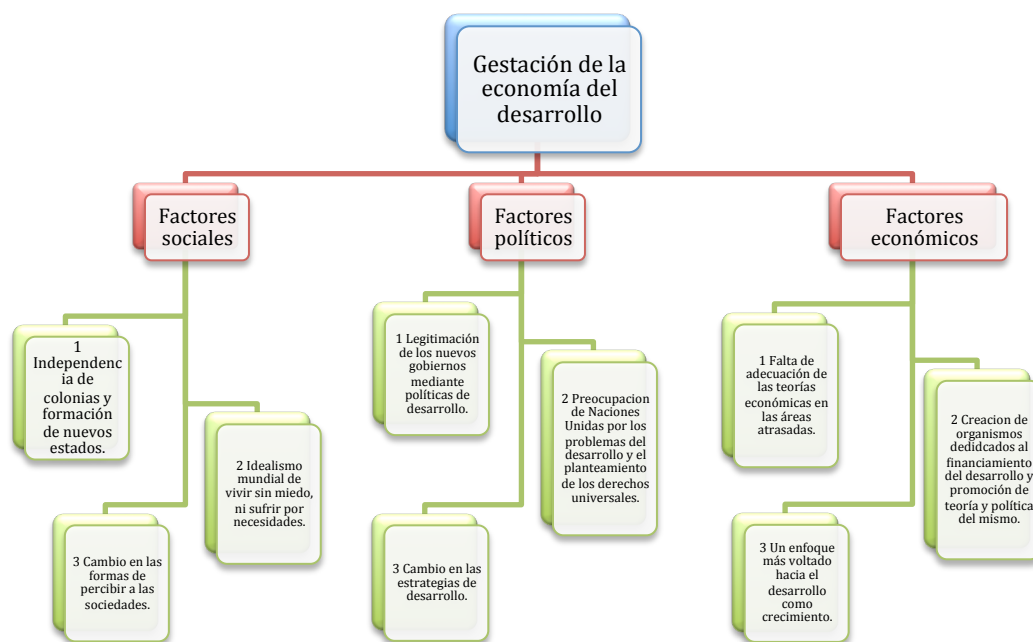 Gestación de la
economía del
desarrollo
Factores
sociales
Factores
políticos
Factores
económicos
1
Independenc
ia de
colonias y
formación
de nuevos
estados.
2 Idealismo
mundial de
vivir sin miedo,
ni sufrir por
necesidades.
3 Cambio en las
formas de
percibir a las
sociedades.
1 Legitimación
de los nuevos
gobiernos
mediante
políticas de
desarrollo.
2 Preocupacion
de Naciones
Unidas por los
problemas del
desarrollo y el
planteamiento
de los derechos
universales.
3 Cambio en las
estrategias de
desarrollo.
1 Falta de
adecuación de
las teorías
económicas en
las áreas
atrasadas.
2 Creacion de
organismos
dedidcados al
financiamiento
del desarrollo y
promoción de
teoría y política
del mismo.
3 Un enfoque
más voltado
hacia el
desarrollo
como
crecimiento.